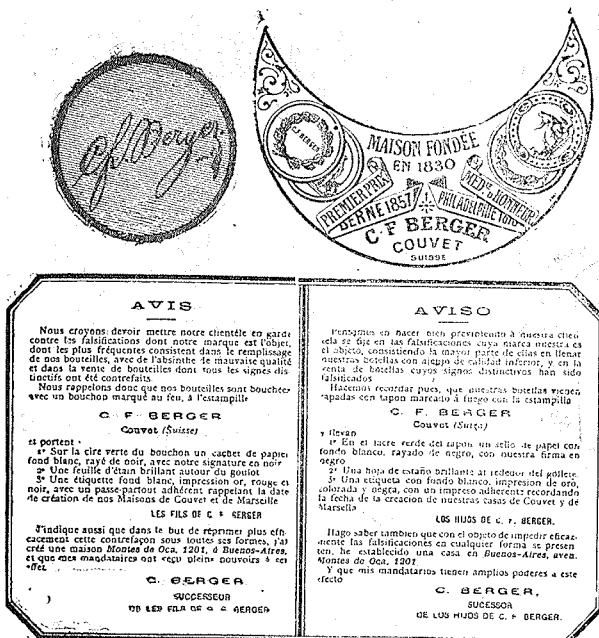 C. F. Berger
C.F. BERGER
MAISON FONDÉE
EN 1830
PREMIER PRIX
BERNE 1857
MÉDLLE D'HONNEUR
PHILADELPHIE
C. F. BERGER
COUVET
SUISSE
AVIS
Nous croyons devoir mettre notre clientèle en garde
contre les falsifications dont notre marque est l'objet,
dont les plus fréquentes consistent dans le remplissage
de nos bouteilles, avec de l'absinthe de mauvaise qualité
et dans la vente de bouteilles dont tous les signes dis-
tinctifs ont été contrefaits
Nous rappelons donc que nos bouteilles sont bouchées
avec un bouchon marqué au feu, à l'estampille
C. F. BERGER
Couvet (Suisse)
et portent
1° Sur la cire verte du bouchon un cachet de papier
fond blanc, rayé de noir, avec notre signature en noir
2° Une feuille d'étain brillant autour du goulot
3° Une étiquette fond blanc, impression or, rouge et
noir, avec un passe-partout adhérent rappelant la date
de création de nos Maisons de Couvet et de Marseille
LES FILS DE C. F. BERGER
J'indique aussi que dans le but de réprimer plus effi-
cacement cette contrefaçon sous toutes ses formes, j'ai
créé une maison Montes de Oca, 1201, à Buenos-Aires,
et que mes mandataires ont reçu pleins pouvoirs à cet
effet
C. BERGER
SUCCESSEUR
DE LES FILS DE C. F. BERGER
AVISO
Pensamos en hacer bien previniendo à nuestra clien
tela se fije en las falsificaciones cuya marca nuestra es
el objeto, consistiendo la mayor parte de ellas en llenar
nuestras botellas con ajenjo de calidad inferior, y en la
venta de botellas cuyos signos distinctivos han sido
falsificados
Hacemos recordar pues, que nuestras botellas vienen
tapadas con tapon marcado à fuego con la estampilla
C. F. BERGER
Couvet (Suiza)
y llevan
1° En el lacre verde del tapon un sello de papel con
fondo blanco, rayado de negro, con nuestra firma en
negro
2° Una hoja de estaño brillante al rededor del gollete.
3° Una etiqueta con fondo blanco, impresion de oro,
colorada y negra, con un impreso adherente recordando
la fecha de la creacion de nuestras casas de Couvet y de
Marsella
LOS HIJOS DE C. F. BERGER.
Hago saber tambien que con el objeto de impedir eficaz-
mente las falsificaciones en cualquier forma se presen
ten, he establecido una casa en Buenos-Aires, aven.
Montes de Oca, 1201
Y que mis mandatarios tienen amplios poderes a este
efecto
C. BERGER,
SUCESOR
DE LOS HIJOS DE C. F. BERGER.